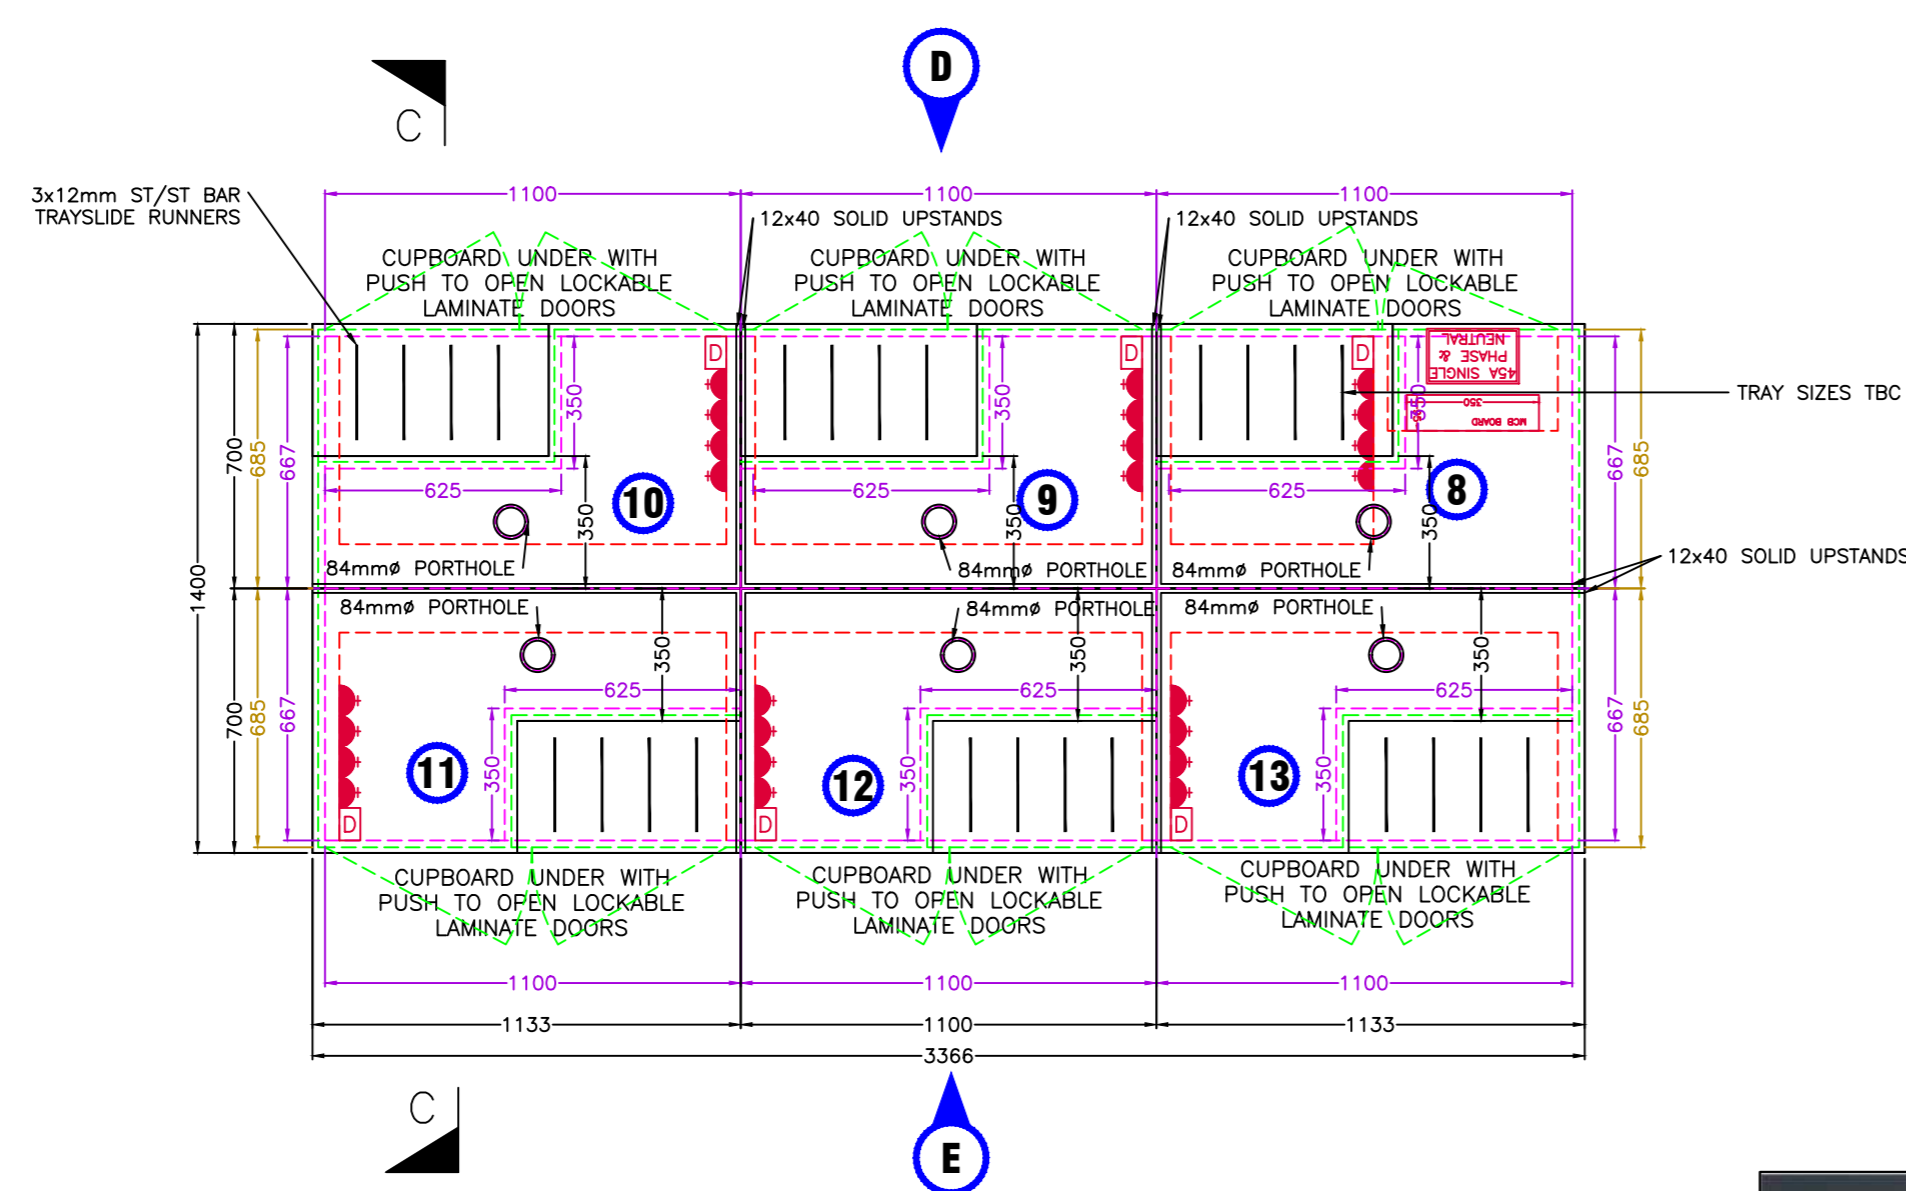 C
D
3x12mm ST/ST BAR
TRAYSLIDE RUNNERS
1100
1100
1100
12x40 SOLID UPSTANDS
12x40 SOLID UPSTANDS
CUPBOARD UNDER WITH
PUSH TO OPEN LOCKABLE
LAMINATE DOORS
CUPBOARD UNDER WITH
PUSH TO OPEN LOCKABLE
LAMINATE DOORS
CUPBOARD UNDER WITH
PUSH TO OPEN LOCKABLE
LAMINATE DOORS
D
D
D
45A SINGLE
PHASE &
NEUTRAL
MCB BOARD
350
TRAY SIZES TBC
1400
700
685
667
350
350
350
667
685
625
625
625
10
9
8
350
350
350
84mmø PORTHOLE
84mmø PORTHOLE
84mmø PORTHOLE
12x40 SOLID UPSTANDS
84mmø PORTHOLE
84mmø PORTHOLE
84mmø PORTHOLE
350
350
350
625
625
625
700
685
667
350
350
350
667
685
11
12
13
D
D
D
CUPBOARD UNDER WITH
PUSH TO OPEN LOCKABLE
LAMINATE DOORS
CUPBOARD UNDER WITH
PUSH TO OPEN LOCKABLE
LAMINATE DOORS
CUPBOARD UNDER WITH
PUSH TO OPEN LOCKABLE
LAMINATE DOORS
1100
1100
1100
1133
1100
1133
3366
C
E